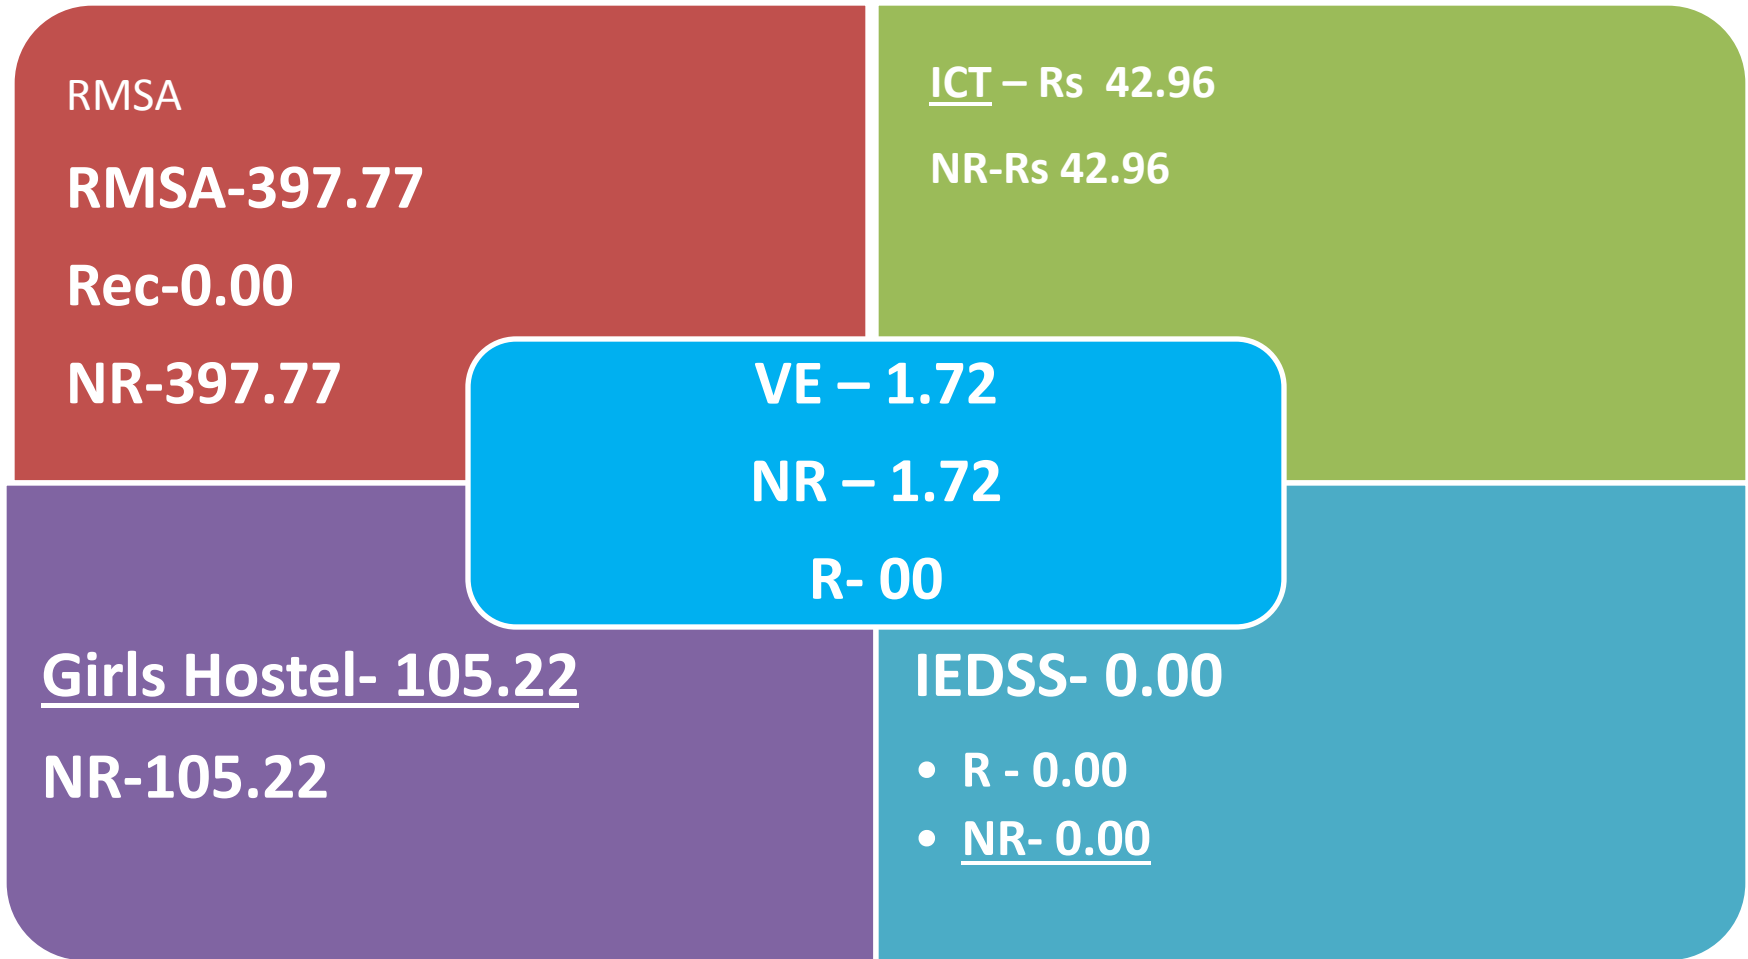 RMSA
RMSA-397.77
Rec-0.00
NR-397.77
ICT – Rs  42.96
NR-Rs 42.96
VE – 1.72
NR – 1.72
R- 00
Girls Hostel- 105.22
NR-105.22
IEDSS- 0.00
• R - 0.00
• NR- 0.00